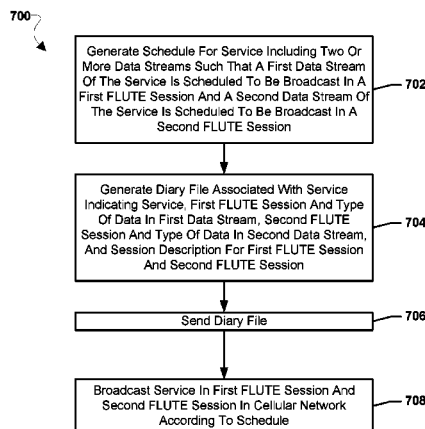 700
Generate Schedule For Service Including Two Or
More Data Streams Such That A First Data Stream
Of The Service Is Scheduled To Be Broadcast In A
First FLUTE Session And A Second Data Stream Of
The Service Is Scheduled To Be Broadcast In A
Second FLUTE Session
702
Generate Diary File Associated With Service
Indicating Service, First FLUTE Session And Type
Of Data In First Data Stream, Second FLUTE
Session And Type Of Data In Second Data Stream,
And Session Description For First FLUTE Session
And Second FLUTE Session
704
Send Diary File
706
Broadcast Service In First FLUTE Session And
Second FLUTE Session In Cellular Network
According To Schedule
708